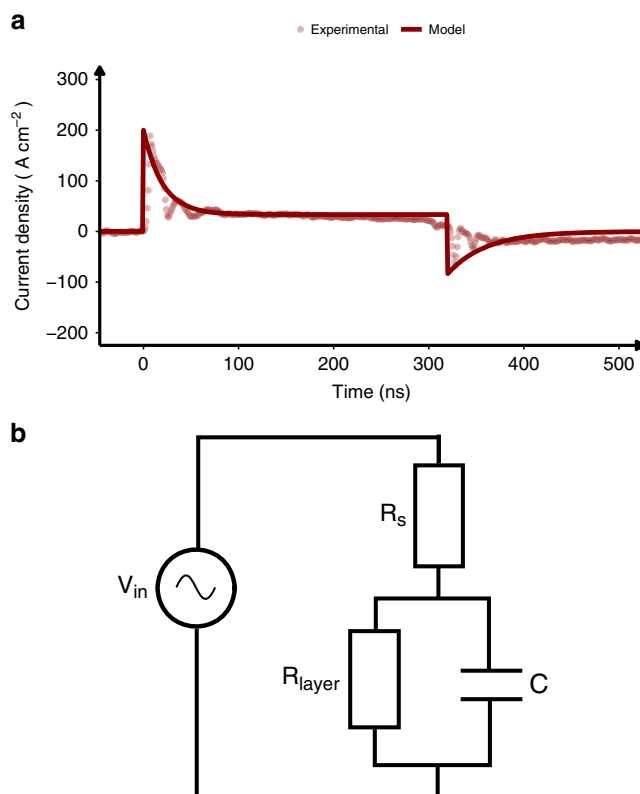 a
Experimental Model
Current density ( A cm⁻² )
300
200
100
0
−100
−200
0 100 200 300 400 500
Time (ns)
b
Rs
Vin
Rlayer
C